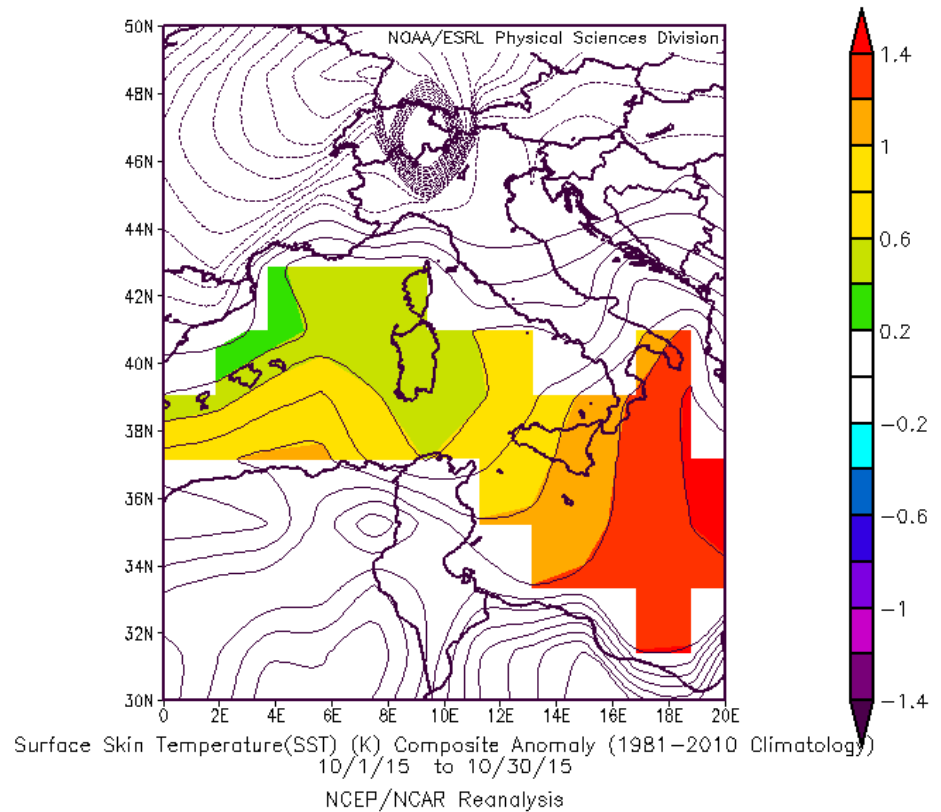 NOAA/ESRL Physical Sciences Division
50N
48N
46N
44N
42N
40N
38N
36N
34N
32N
30N
0 2E 4E 6E 8E 10E 12E 14E 16E 18E 20E
1.4
1
0.6
0.2
-0.2
-0.6
-1
-1.4
Surface Skin Temperature(SST) (K) Composite Anomaly (1981-2010 Climatology)
10/1/15 to 10/30/15
NCEP/NCAR Reanalysis